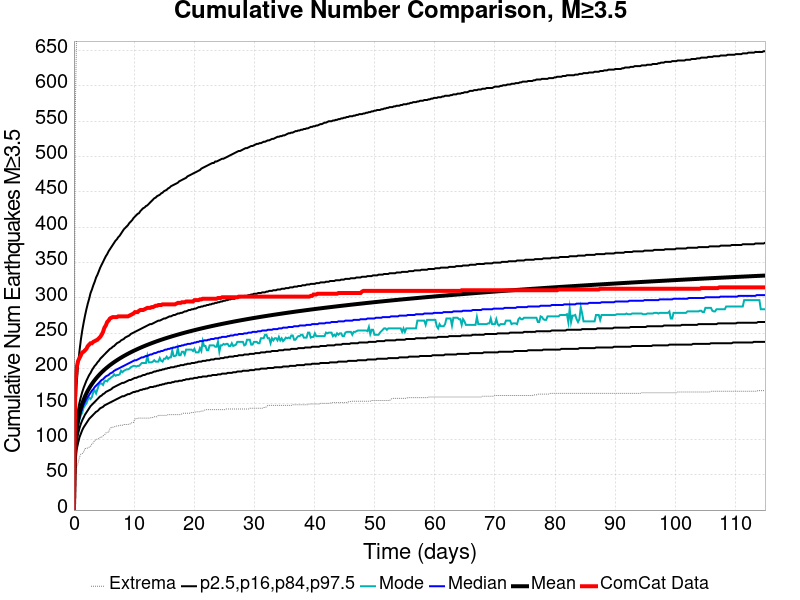 Cumulative Number Comparison, M≥3.5
Cumulative Num Earthquakes M≥3.5
650
600
550
500
450
400
350
300
250
200
150
100
50
0
0 10 20 30 40 50 60 70 80 90 100 110
Time (days)
Extrema p2.5,p16,p84,p97.5 Mode Median Mean ComCat Data